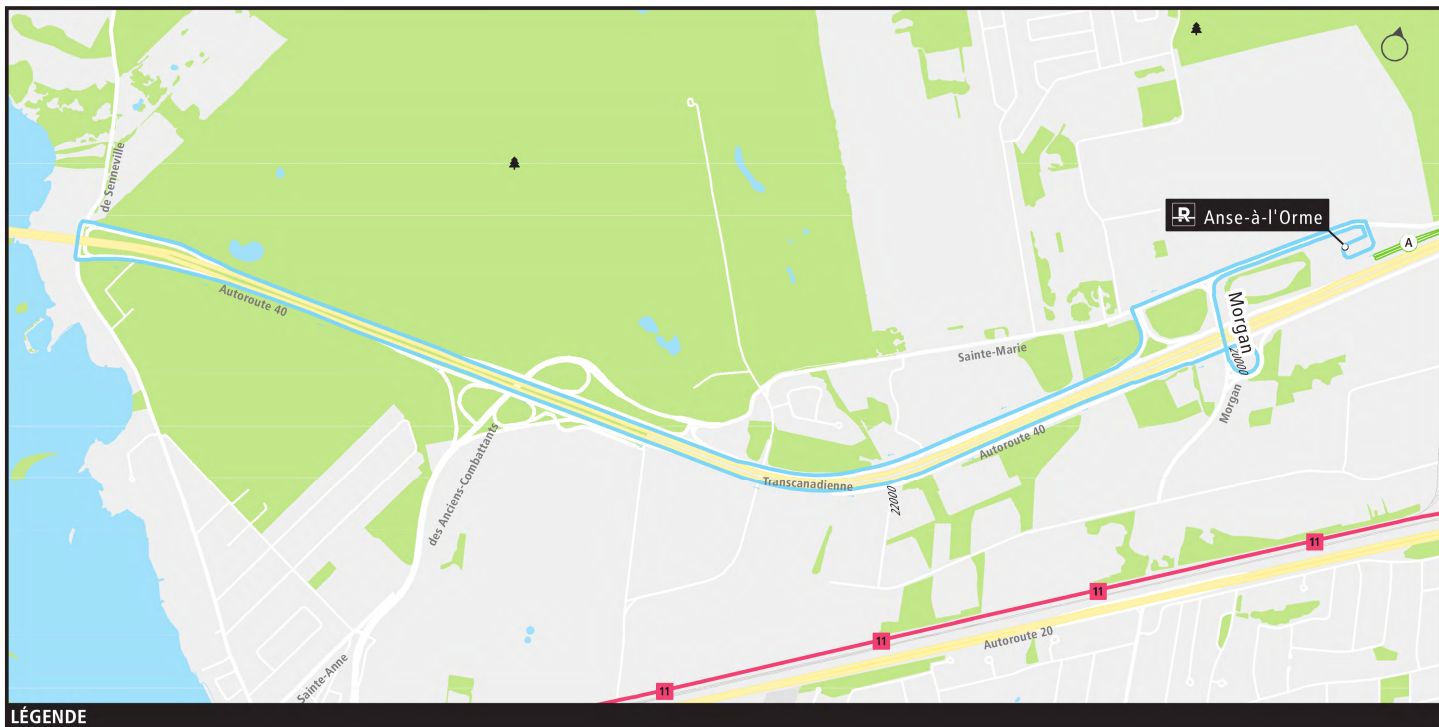 de Senneville
R Anse-à-l'Orme
A
Autoroute 40
Morgan
20000
Sainte-Marie
Morgan
des Anciens-Combattants
Autoroute 40
Transcanadienne
22000
11
11
11
11
Autoroute 20
Sainte-Anne
LÉGENDE